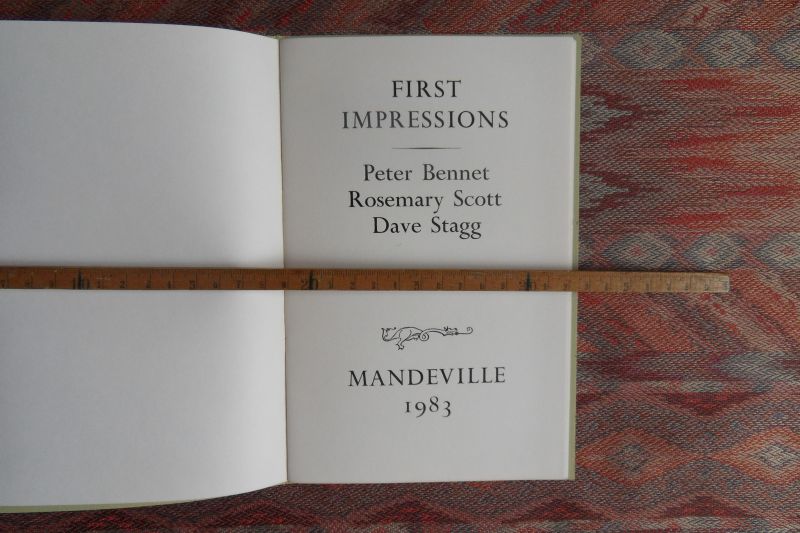 FIRST
IMPRESSIONS
Peter Bennet
Rosemary Scott
Dave Stagg
MANDEVILLE
1983